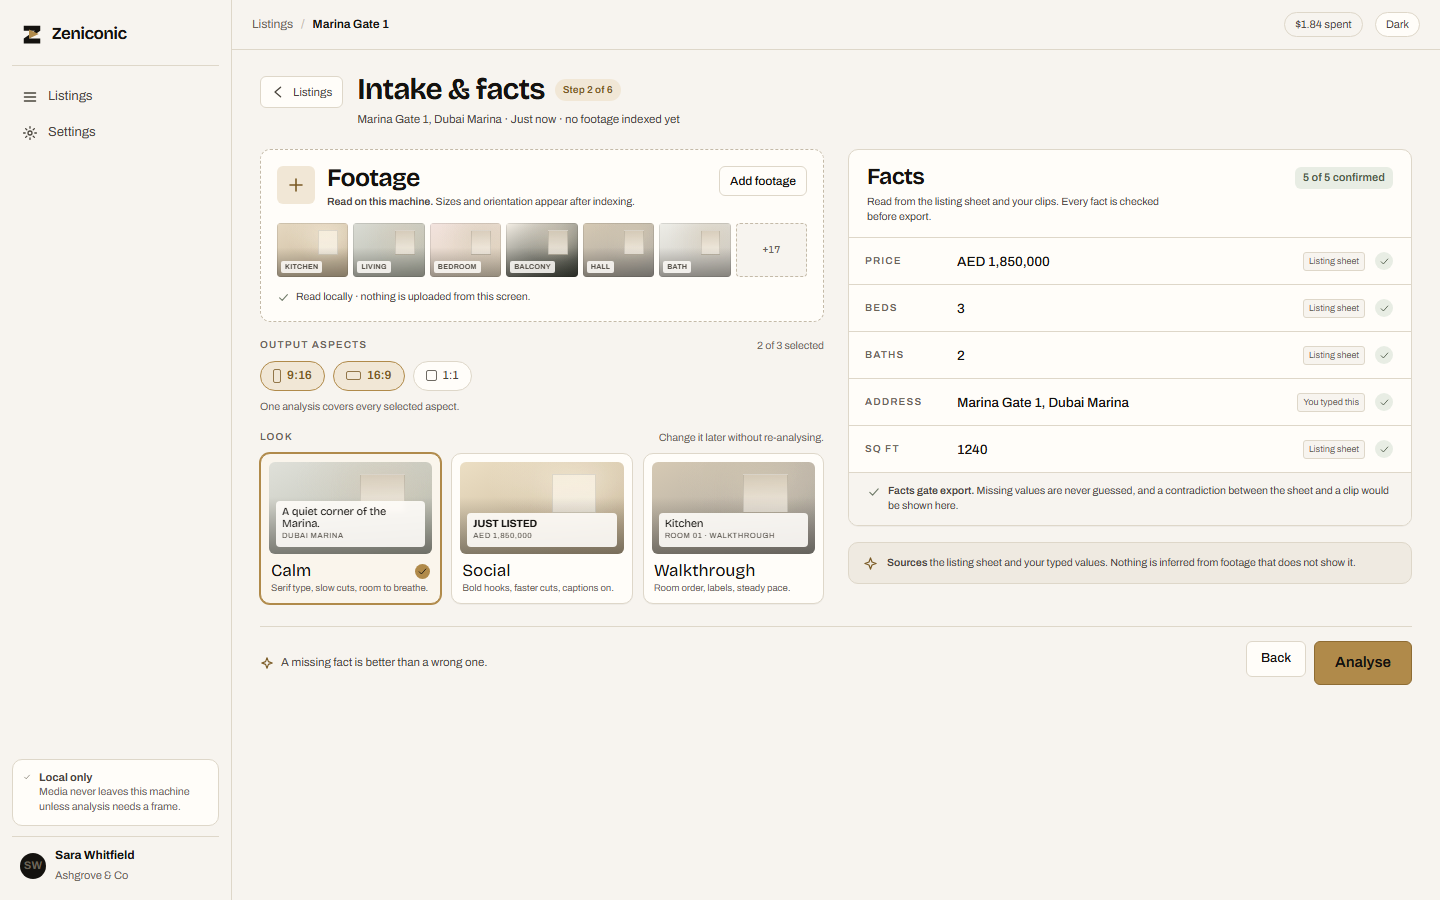 Zeniconic
Listings
Settings
Local only
Media never leaves this machine
unless analysis needs a frame.
SW
Sara Whitfield
Ashgrove & Co
Listings / Marina Gate 1
$1.84 spent
Dark
Listings
Intake & facts
Step 2 of 6
Marina Gate 1, Dubai Marina · Just now · no footage indexed yet
Footage
Read on this machine. Sizes and orientation appear after indexing.
Add footage
KITCHEN
LIVING
BEDROOM
BALCONY
HALL
BATH
+17
Read locally · nothing is uploaded from this screen.
OUTPUT ASPECTS
2 of 3 selected
9:16
16:9
1:1
One analysis covers every selected aspect.
LOOK
Change it later without re-analysing.
A quiet corner of the
Marina.
DUBAI MARINA
Calm
Serif type, slow cuts, room to breathe.
JUST LISTED
AED 1,850,000
Social
Bold hooks, faster cuts, captions on.
Kitchen
ROOM 01 · WALKTHROUGH
Walkthrough
Room order, labels, steady pace.
Facts
5 of 5 confirmed
Read from the listing sheet and your clips. Every fact is checked
before export.
PRICE
AED 1,850,000
Listing sheet
BEDS
3
Listing sheet
BATHS
2
Listing sheet
ADDRESS
Marina Gate 1, Dubai Marina
You typed this
SQ FT
1240
Listing sheet
Facts gate export. Missing values are never guessed, and a contradiction between the sheet and a clip would
be shown here.
Sources the listing sheet and your typed values. Nothing is inferred from footage that does not show it.
A missing fact is better than a wrong one.
Back
Analyse